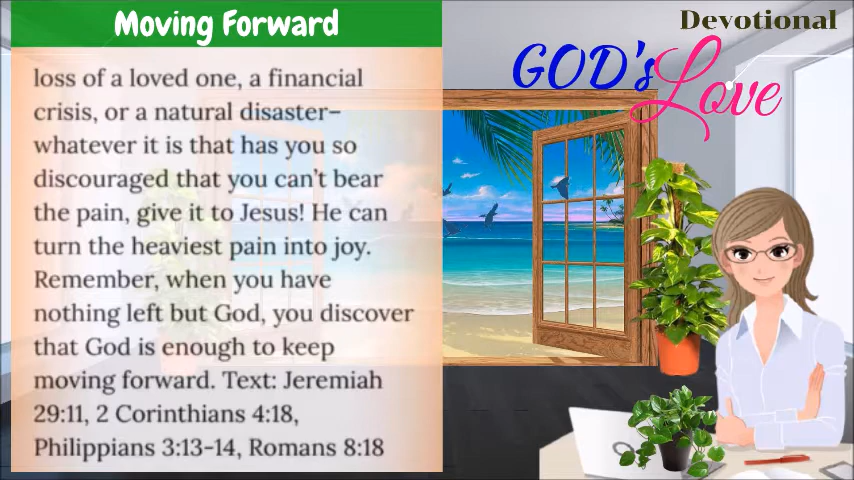 Moving Forward
loss of a loved one, a financial
crisis, or a natural disaster–
whatever it is that has you so
discouraged that you can't bear
the pain, give it to Jesus! He can
turn the heaviest pain into joy.
Remember, when you have
nothing left but God, you discover
that God is enough to keep
moving forward. Text: Jeremiah
29:11, 2 Corinthians 4:18,
Philippians 3:13-14, Romans 8:18
Devotional
GOD's
Love